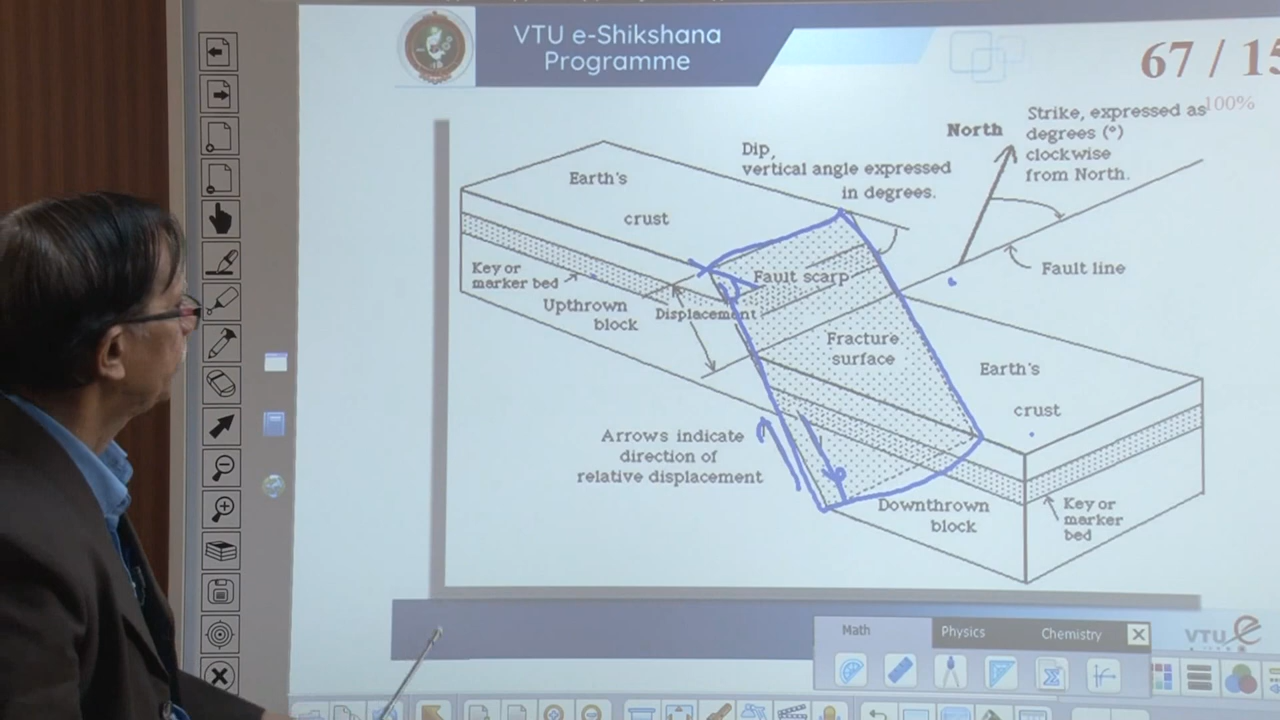 VTU e-Shikshana
Programme
67 / 15
100%
Strike, expressed as
degrees (°)
clockwise
from North.
North
Dip,
vertical angle expressed
in degrees.
Earth's
crust
Fault scarp
Key or
marker bed
Upthrown
block
Displacement
Fault line
Fracture
surface
Earth's
crust
Arrows indicate
direction of
relative displacement
Downthrown
block
Key or
marker
bed
Math
Physics
Chemistry
VTU e